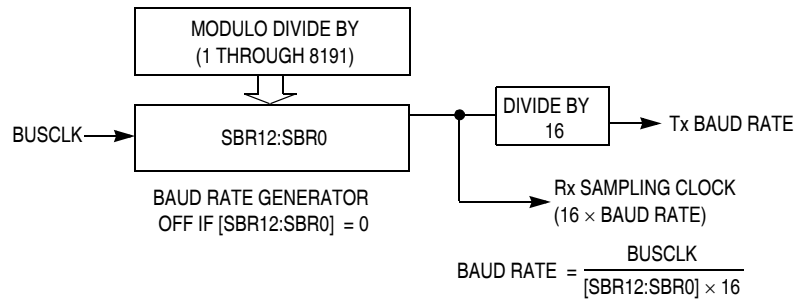 MODULO DIVIDE BY
(1 THROUGH 8191)
BUSCLK
SBR12:SBR0
DIVIDE BY
16
Tx BAUD RATE
BAUD RATE GENERATOR
OFF IF [SBR12:SBR0] = 0
Rx SAMPLING CLOCK
(16 × BAUD RATE)
BAUD RATE =
BUSCLK
[SBR12:SBR0] × 16